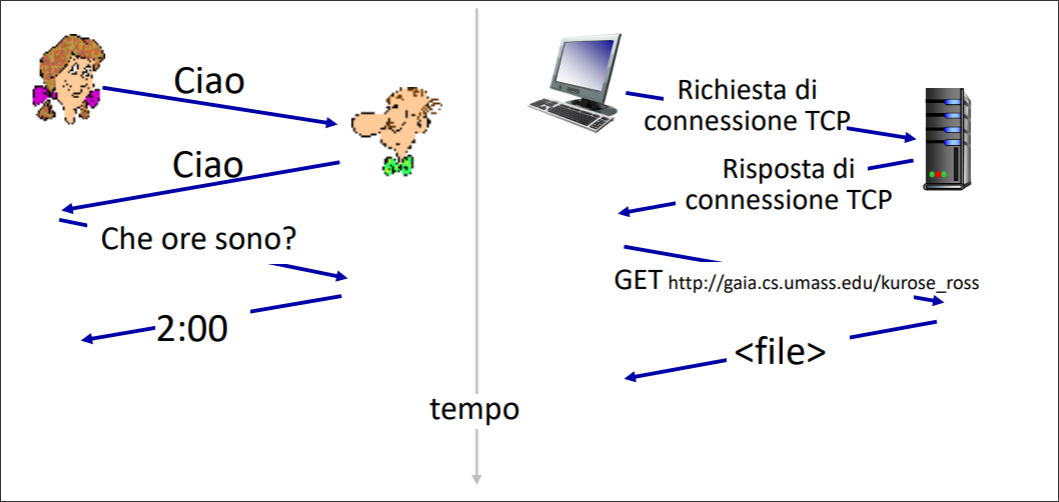 Ciao
Ciao
Che ore sono?
2:00
Richiesta di
connessione TCP
Risposta di
connessione TCP
GET http://gaia.cs.umass.edu/kurose_ross
<file>
tempo